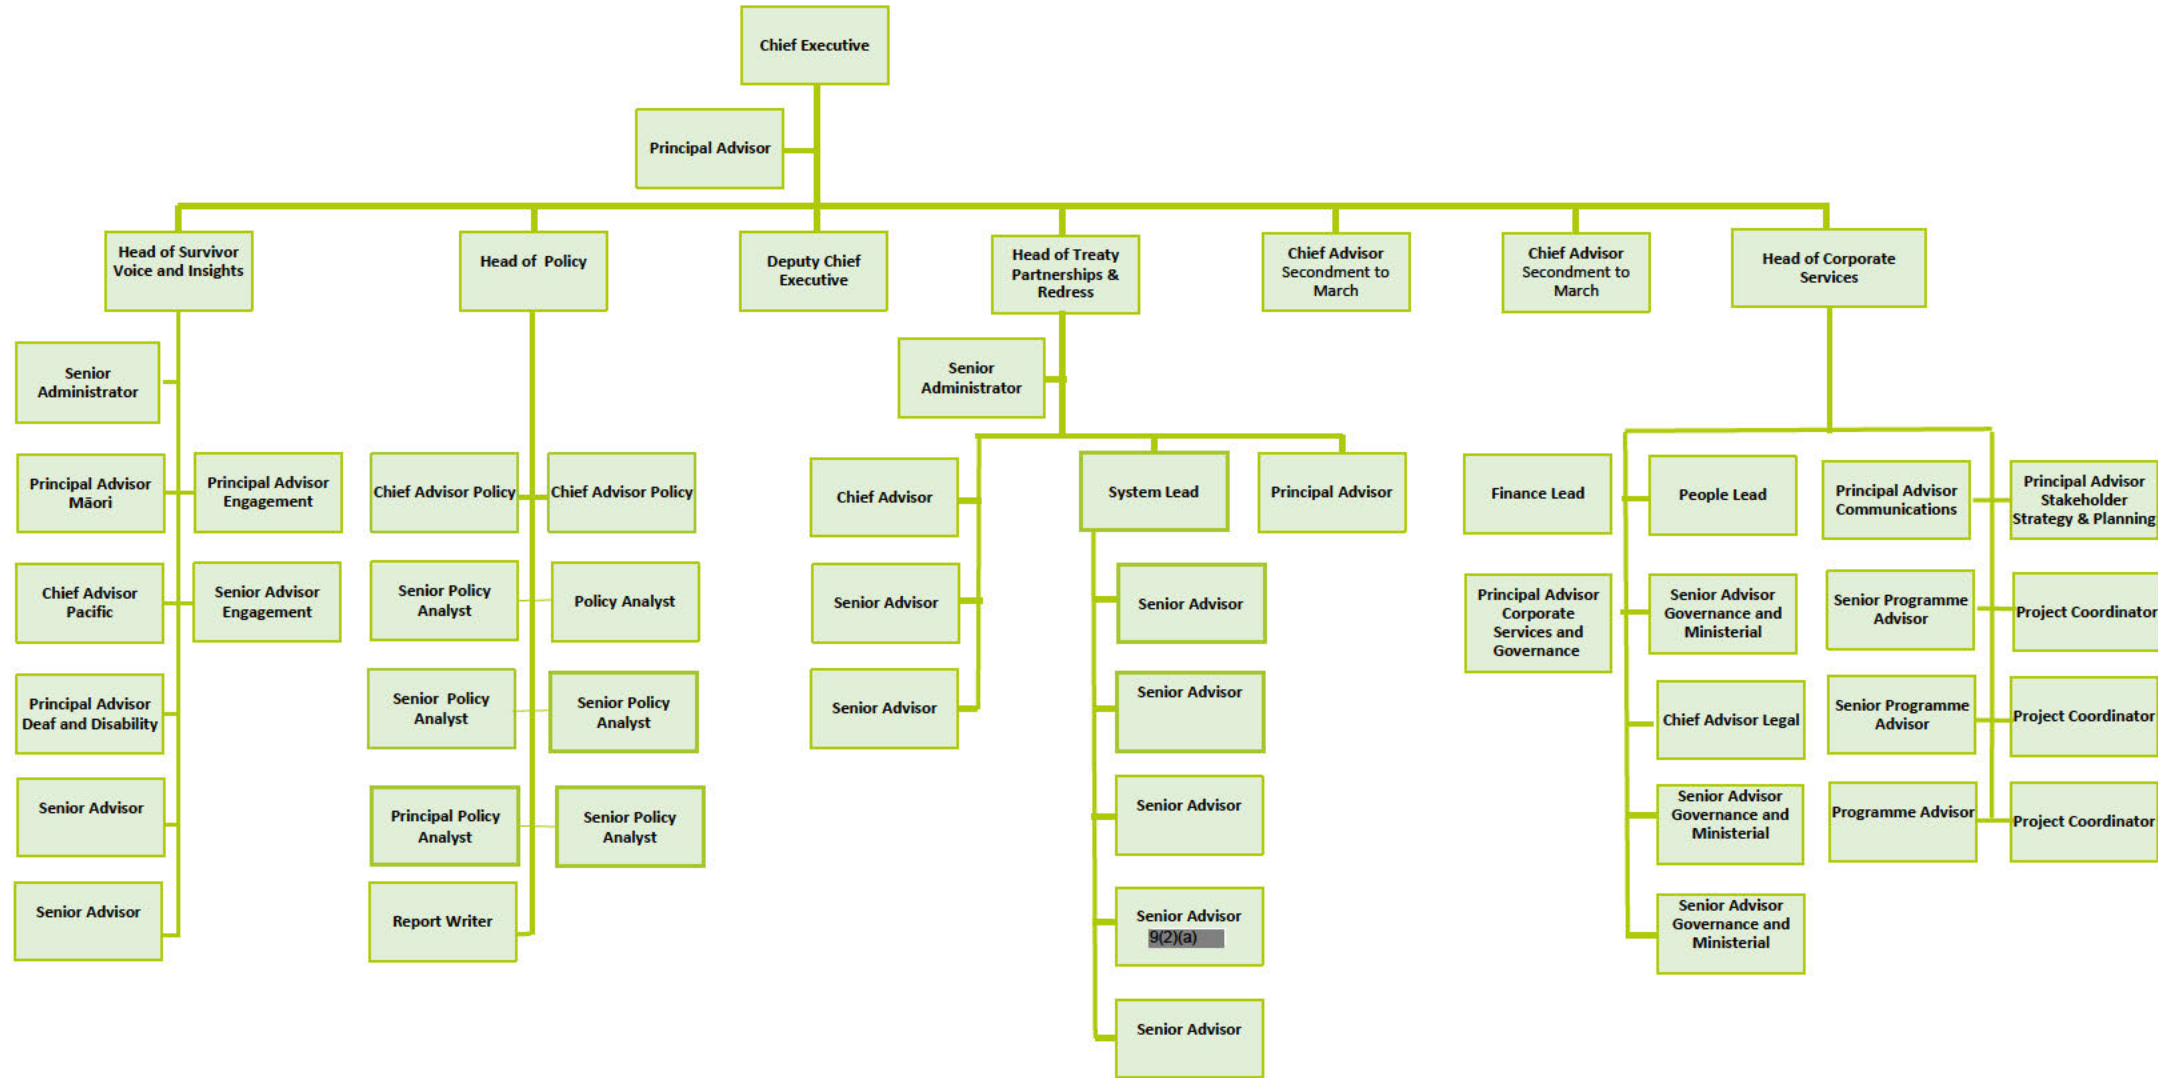 Chief Executive
Principal Advisor
Head of Survivor
Voice and Insights
Head of Policy
Deputy Chief
Executive
Head of Treaty
Partnerships &
Redress
Chief Advisor
Secondment to
March
Chief Advisor
Secondment to
March
Head of Corporate
Services
Senior
Administrator
Principal Advisor
Māori
Principal Advisor
Engagement
Chief Advisor
Pacific
Senior Advisor
Engagement
Principal Advisor
Deaf and Disability
Senior Advisor
Senior Advisor
Chief Advisor Policy
Chief Advisor Policy
Senior Policy
Analyst
Policy Analyst
Senior Policy
Analyst
Senior Policy
Analyst
Principal Policy
Analyst
Senior Policy
Analyst
Report Writer
Senior
Administrator
Chief Advisor
Senior Advisor
Senior Advisor
System Lead
Senior Advisor
Senior Advisor
Senior Advisor
Senior Advisor
9(2)(a)
Senior Advisor
Principal Advisor
Finance Lead
People Lead
Principal Advisor
Corporate
Services and
Governance
Senior Advisor
Governance and
Ministerial
Chief Advisor Legal
Senior Advisor
Governance and
Ministerial
Senior Advisor
Governance and
Ministerial
Principal Advisor
Communications
Principal Advisor
Stakeholder
Strategy & Planning
Senior Programme
Advisor
Project Coordinator
Senior Programme
Advisor
Project Coordinator
Programme Advisor
Project Coordinator